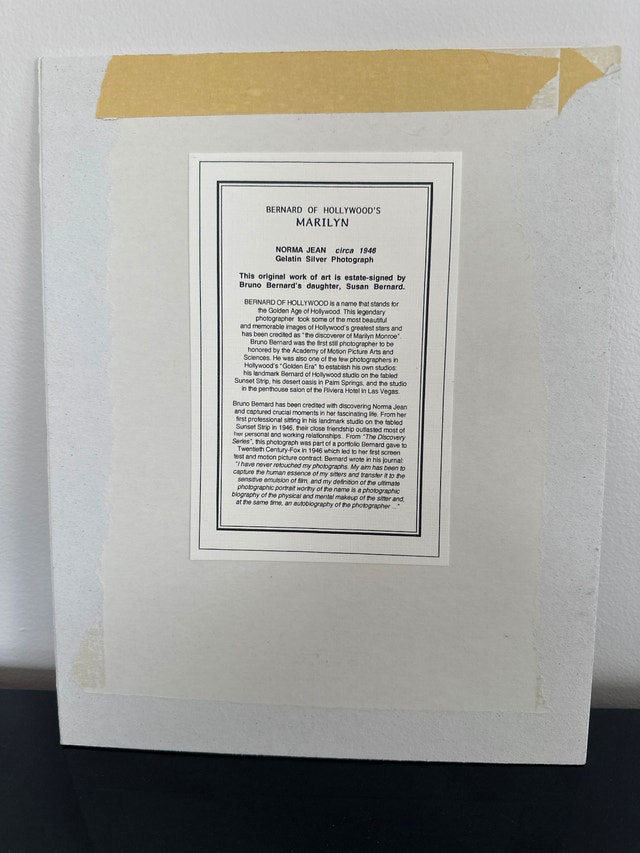 BERNARD OF HOLLYWOOD'S
MARILYN
NORMA JEAN circa 1946
Gelatin Silver Photograph
This original work of art is estate-signed by
Bruno Bernard's daughter, Susan Bernard.
BERNARD OF HOLLYWOOD is a name that stands for
the Golden Age of Hollywood. This legendary
photographer took some of the most beautiful
and memorable images of Hollywood's greatest stars and
has been credited as "the discoverer of Marilyn Monroe".
Bruno Bernard was the first still photographer to be
honored by the Academy of Motion Picture Arts and
Sciences. He was also one of the few photographers in
Hollywood's "Golden Era" to establish his own studios:
his landmark Bernard of Hollywood studio on the fabled
Sunset Strip, his desert oasis in Palm Springs, and the studio
in the penthouse salon of the Riviera Hotel in Las Vegas.
Bruno Bernard has been credited with discovering Norma Jean
and captured crucial moments in her fascinating life. From her
first professional sitting in his landmark studio on the fabled
Sunset Strip in 1946, their close friendship outlasted most of
her personal and working relationships. From "The Discovery
Series", this photograph was part of a portfolio Bernard gave to
Twentieth Century-Fox in 1946 which led to her first screen
test and motion picture contract. Bernard wrote in his journal:
"I have never retouched my photographs. My aim has been to
capture the human essence of my sitters and transfer it to the
sensitive emulsion of film, and my definition of the ultimate
photographic portrait worthy of the name is a photographic
biography of the physical and mental makeup of the sitter and,
at the same time, an autobiography of the photographer ..."